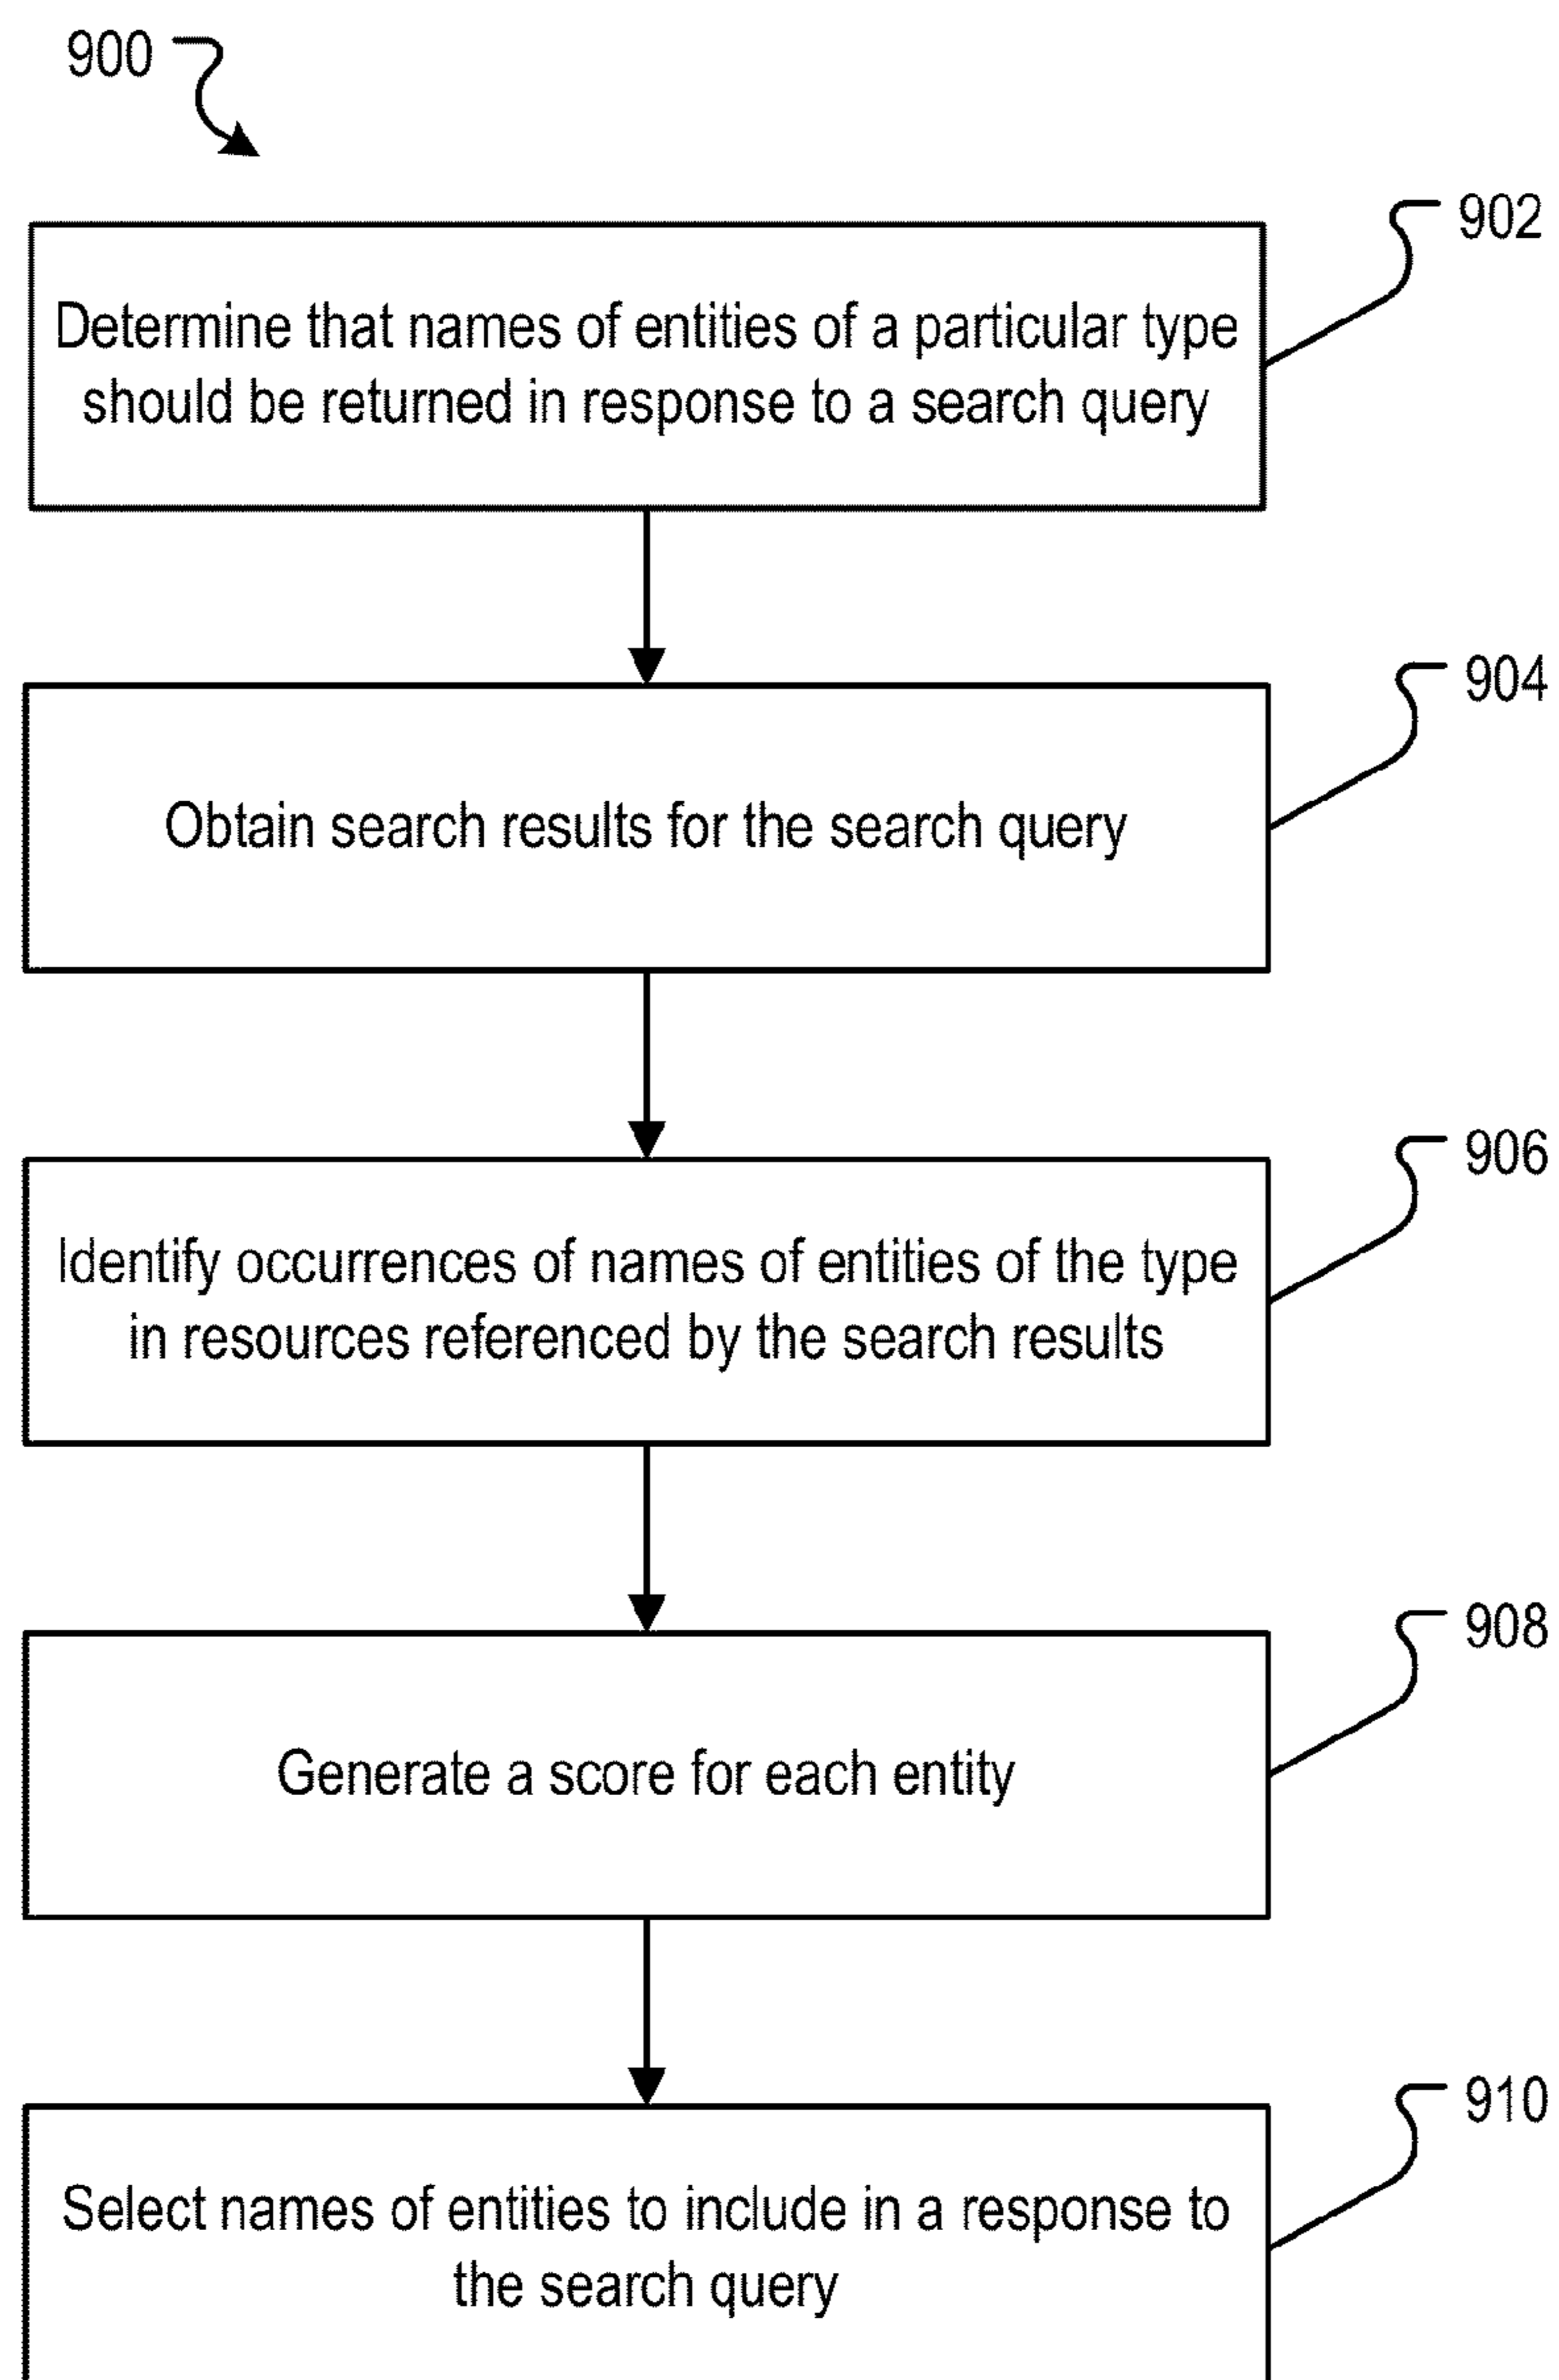 900
902
Determine that names of entities of a particular type
should be returned in response to a search query
904
Obtain search results for the search query
906
Identify occurrences of names of entities of the type
in resources referenced by the search results
908
Generate a score for each entity
910
Select names of entities to include in a response to
the search query